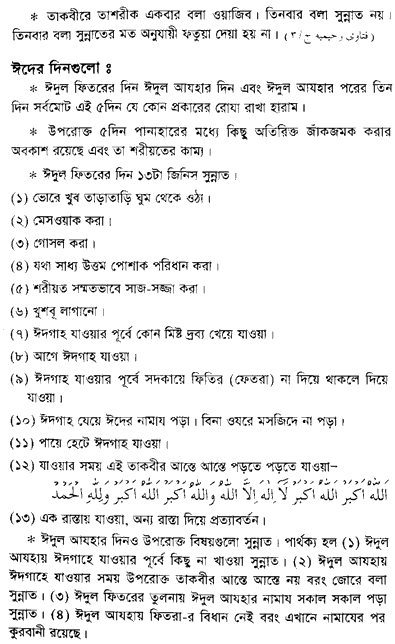 * তাকবীরে তাশরীক একবার বলা ওয়াজিব। তিনবার বলা সুন্নাত নয়।
তিনবার বলা সুন্নাতের মত অনুযায়ী ফতুয়া দেয়া হয় না। (فتاوى رحيميه ج/٣)
ঈদের দিনগুলো ঃ
* ঈদুল ফিতরের দিন ঈদুল আযহার দিন এবং ঈদুল আযহার পরের তিন
দিন সর্বমোট এই ৫দিন যে কোন প্রকারের রোযা রাখা হারাম।
* উপরোক্ত ৫দিন পানাহারের মধ্যে কিছু অতিরিক্ত জাঁকজমক করার
অবকাশ রয়েছে এবং তা শরীয়তের কাম্য।
* ঈদুল ফিতরের দিন ১৩টা জিনিস সুন্নাত।
(১) ভোরে খুব তাড়াতাড়ি ঘুম থেকে ওঠা।
(২) মেসওয়াক করা।
(৩) গোসল করা।
(৪) যথা সাধ্য উত্তম পোশাক পরিধান করা।
(৫) শরীয়ত সম্মতভাবে সাজ-সজ্জা করা।
(৬) খুশবূ লাগানো।
(৭) ঈদগাহ যাওয়ার পূর্বে কোন মিষ্ট দ্রব্য খেয়ে যাওয়া।
(৮) আগে ঈদগাহ যাওয়া।
(৯) ঈদগাহ যাওয়ার পূর্বে সদকায়ে ফিতির (ফেতরা) না দিয়ে থাকলে দিয়ে
যাওয়া।
(১০) ঈদগাহ যেয়ে ঈদের নামায পড়া। বিনা ওযরে মসজিদে না পড়া।
(১১) পায়ে হেটে ঈদগাহ যাওয়া।
(১২) যাওয়ার সময় এই তাকবীর আস্তে আস্তে পড়তে পড়তে যাওয়া–
اَللهُ اَكْبَرُ اَللهُ اَكْبَرُ لَا اِلٰهَ اِلَّا اللهُ وَاللهُ اَكْبَرُ اَللهُ اَكْبَرُ وَلِلّٰهِ الْحَمْدُ
(১৩) এক রাস্তায় যাওয়া, অন্য রাস্তা দিয়ে প্রত্যাবর্তন।
* ঈদুল আযহার দিনও উপরোক্ত বিষয়গুলো সুন্নাত। পার্থক্য হল (১) ঈদুল
আযহায় ঈদগাহে যাওয়ার পূর্বে কিছু না খাওয়া সুন্নাত। (২) ঈদুল আযহায়
ঈদগাহে যাওয়ার সময় উপরোক্ত তাকবীর আস্তে আস্তে নয় বরং জোরে বলা
সুন্নাত। (৩) ঈদুল ফিতরের তুলনায় ঈদুল আযহার নামায সকাল সকাল পড়া
সুন্নাত। (৪) ঈদুল আযহায় ফিতরা-র বিধান নেই বরং এখানে নামাযের পর
কুরবানী রয়েছে।